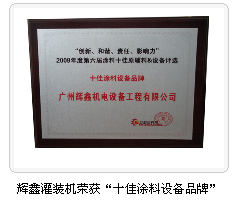 “创新、和谐、责任、影响力”
2009年度第六届涂料十佳原辅料&设备评选
十佳涂料设备品牌
广州辉鑫机电设备工程有限公司
辉鑫灌装机荣获“十佳涂料设备品牌”